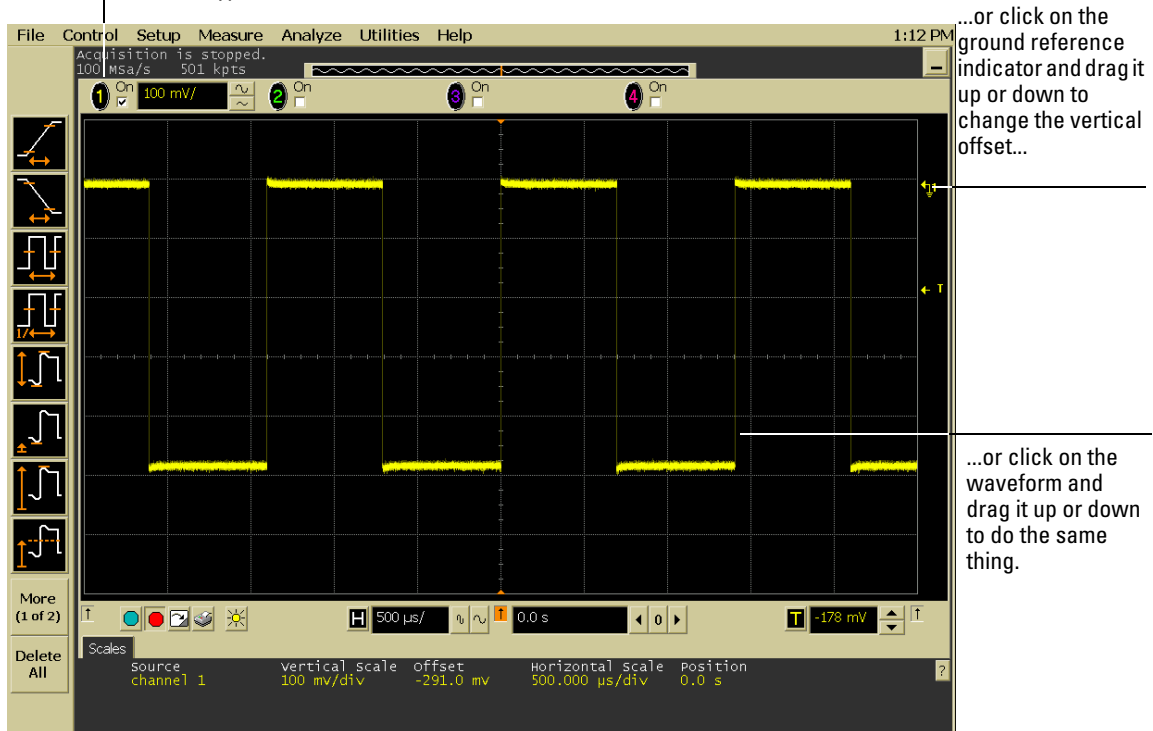 ...or click on the
ground reference
indicator and drag it
up or down to
change the vertical
offset...
File Control Setup Measure Analyze Utilities Help 1:12 PM
Acquisition is stopped.
100 MSa/s 501 kpts
1 On 100 mV/ 2 On 3 On 4 On
T
1/
...or click on the
waveform and
drag it up or down
to do the same
thing.
More
(1 of 2)
Delete
All
H 500 µs/ 0.0 s 0 T -178 mV
Scales
Source Vertical Scale Offset Horizontal Scale Position
channel 1 100 mV/div -291.0 mV 500.000 µs/div 0.0 s
?